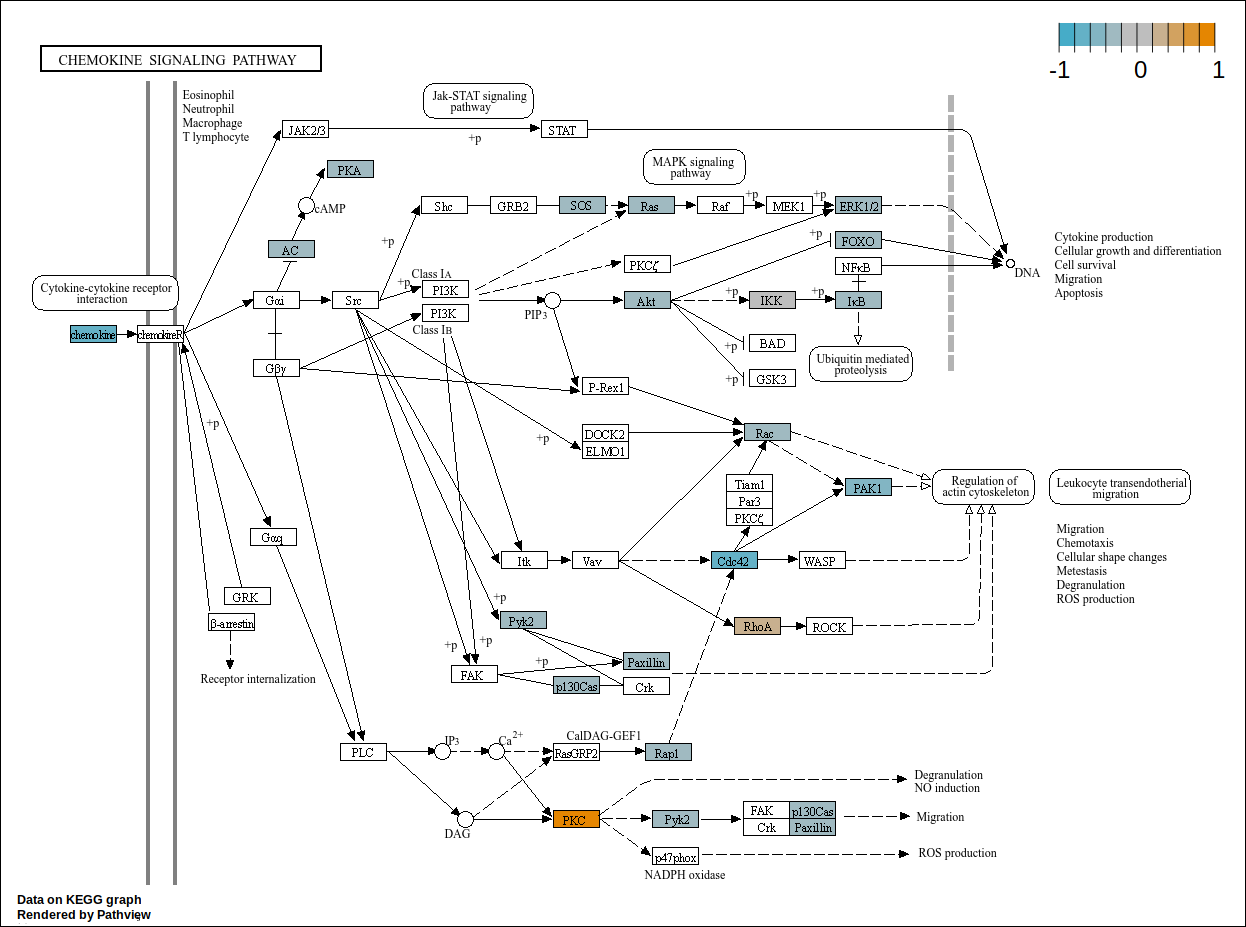 -1 0 1
CHEMOKINE SIGNALING PATHWAY
Eosinophil
Neutrophil
Macrophage
T lymphocyte
Jak-STAT signaling
pathway
JAK2/3
+p
STAT
PKA
MAPK signaling
pathway
cAMP
Shc
GRB2
SOS
Ras
+p
Raf
MEK1
+p
ERK1/2
AC
+p
+p
FOXO
Cytokine production
Cellular growth and differentiation
Cell survival
Migration
Apoptosis
PKCζ
NFκB
DNA
Cytokine-cytokine receptor
interaction
Class IA
+p
PI3K
Gαi
Src
PI3K
PIP3
Akt
+p
IKK
+p
IκB
Class IB
chemokine
chemokineR
+p
BAD
Ubiquitin mediated
proteolysis
Gβγ
+p
GSK3
P-Rex1
+p
+p
DOCK2
ELMO1
Rac
Tiam1
Par3
PKCζ
PAK1
Regulation of
actin cytoskeleton
Leukocyte transendotherial
migration
Migration
Chemotaxis
Cellular shape changes
Metestasis
Degranulation
ROS production
Gαq
Itk
Vav
Cdc42
WASP
GRK
+p
β-arrestin
Pyk2
RhoA
ROCK
+p
+p
+p
Receptor internalization
FAK
Paxillin
p130Cas
Crk
PLC
IP3
Ca2+
CalDAG-GEF1
RasGRP2
Rap1
Degranulation
NO induction
DAG
PKC
Pyk2
FAK
p130Cas
Crk
Paxillin
Migration
p47phox
ROS production
NADPH oxidase
Data on KEGG graph
Rendered by Pathview